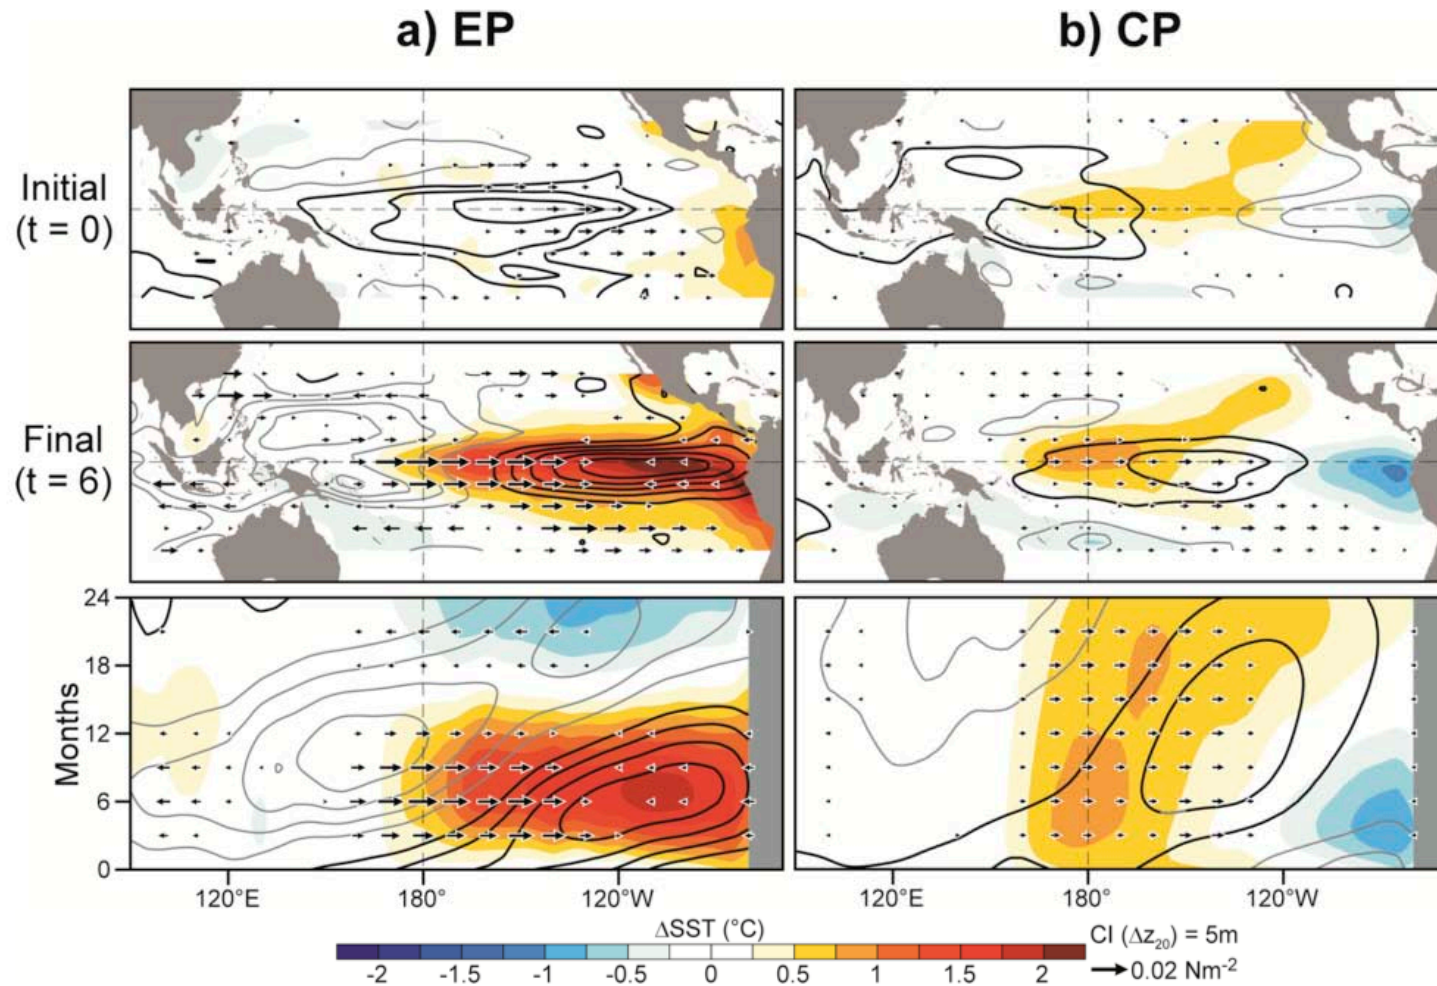 a) EP
b) CP
Initial
(t = 0)
Final
(t = 6)
Months
24
18
12
6
0
120°E
180°
120°W
120°E
180°
120°W
ΔSST (°C)
-2 -1.5 -1 -0.5 0 0.5 1 1.5 2
CI (Δz₂₀) = 5m
0.02 Nm⁻²